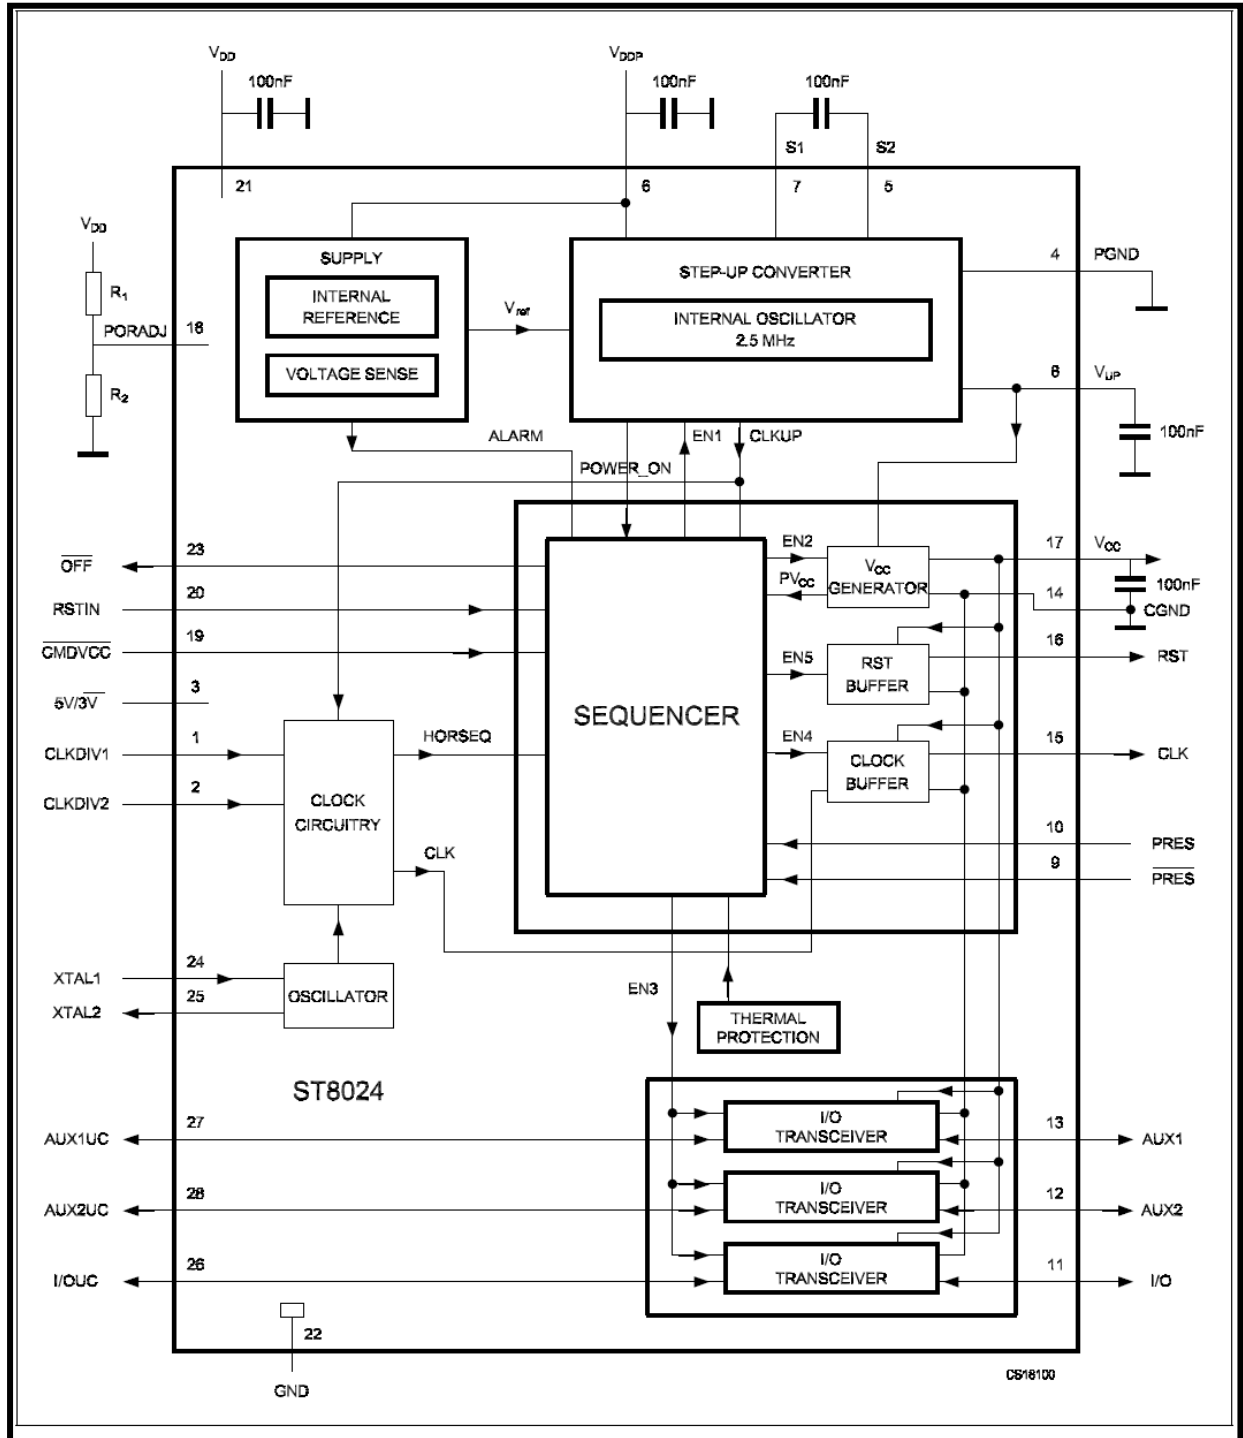 VDD
VDDP
100nF
100nF
100nF
S1
S2
21
6
7
5
VDD
SUPPLY
STEP-UP CONVERTER
4
PGND
R1
INTERNAL
REFERENCE
Vref
INTERNAL OSCILLATOR
2.5 MHz
PORADJ
18
VOLTAGE SENSE
R2
8
VUP
100nF
ALARM
EN1
CLKUP
POWER_ON
OFF
23
EN2
VCC
GENERATOR
17
VCC
PVCC
100nF
RSTIN
20
14
CGND
CMDVCC
19
16
RST
EN5
RST
BUFFER
5V/3V
3
SEQUENCER
CLKDIV1
1
HORSEQ
EN4
15
CLK
CLOCK
BUFFER
CLKDIV2
2
CLOCK
CIRCUITRY
10
PRES
CLK
9
PRES
XTAL1
24
XTAL2
25
OSCILLATOR
EN3
THERMAL
PROTECTION
ST8024
AUX1UC
27
I/O
TRANSCEIVER
13
AUX1
AUX2UC
28
I/O
TRANSCEIVER
12
AUX2
I/OUC
26
I/O
TRANSCEIVER
11
I/O
22
GND
CS18100